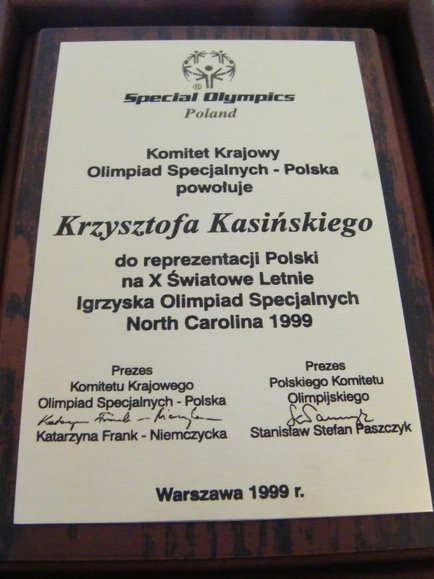 Special Olympics
Poland
Komitet Krajowy
Olimpiad Specjalnych - Polska
powołuje
Krzysztofa Kasińskiego
do reprezentacji Polski
na X Światowe Letnie
Igrzyska Olimpiad Specjalnych
North Carolina 1999
Prezes
Komitetu Krajowego
Olimpiad Specjalnych - Polska
Katarzyna Frank - Niemczycka
Prezes
Polskiego Komitetu
Olimpijskiego
Stanisław Stefan Paszczyk
Warszawa 1999 r.